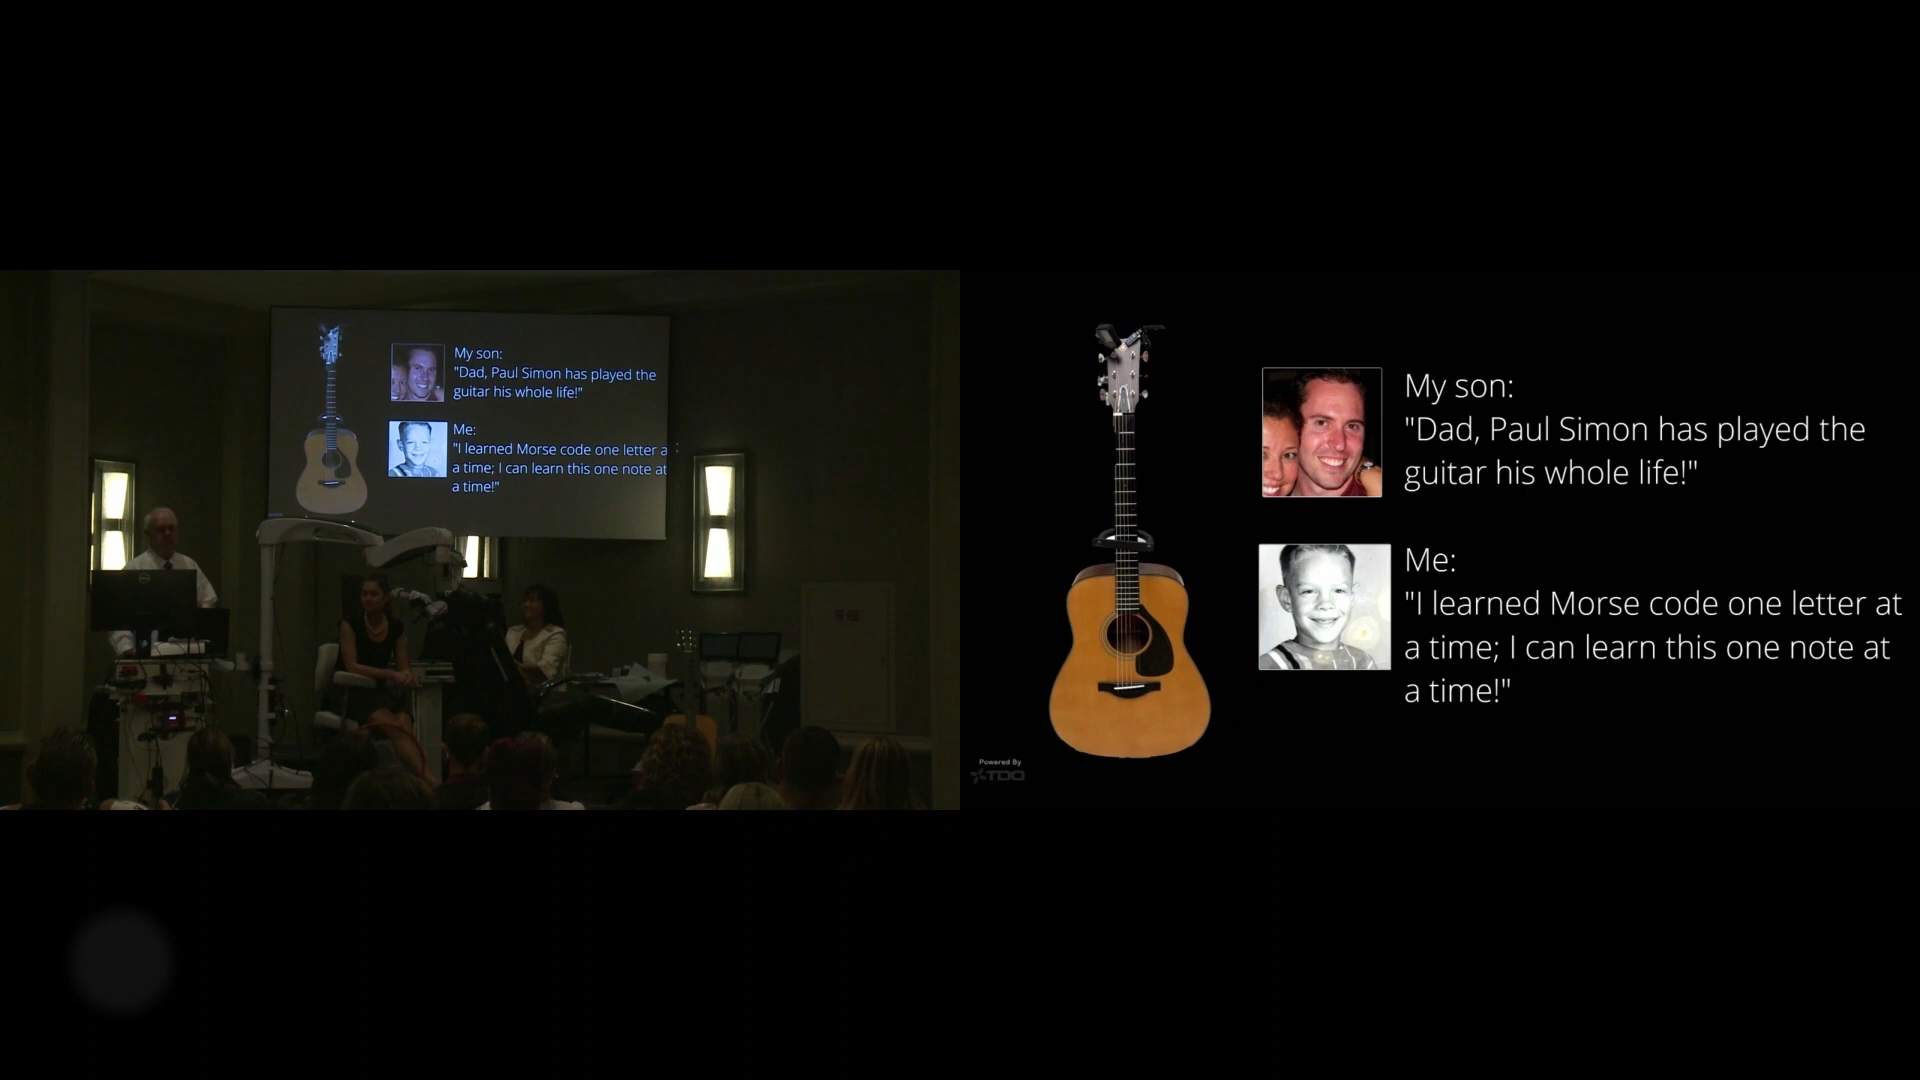 My son:
"Dad, Paul Simon has played the
guitar his whole life!"
Me:
"I learned Morse code one letter a
a time; I can learn this one note at
a time!"
DELL
My son:
"Dad, Paul Simon has played the
guitar his whole life!"
Me:
"I learned Morse code one letter at
a time; I can learn this one note at
a time!"
Powered By
TDO